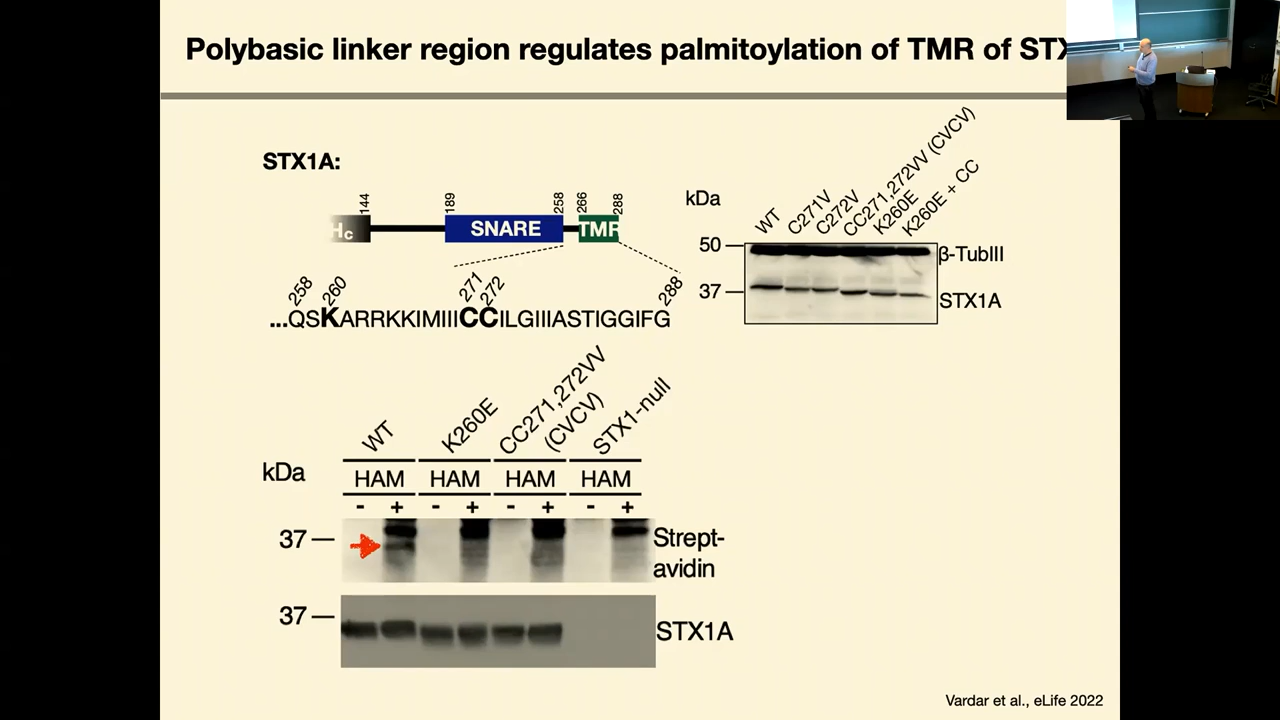 Polybasic linker region regulates palmitoylation of TMR of STX
STX1A:
144
189
258
266
288
Hc
SNARE
TMR
258
260
271
272
288
...QSKARRKKIMIIICCILGIIIASTIGGIFG
kDa
WT
C271V
C272V
CC271,272VV (CVCV)
K260E
K260E + CC
50
β-TubIII
37
STX1A
WT
K260E
CC271,272VV
(CVCV)
STX1-null
kDa
HAM HAM HAM HAM
- + - + - + - +
37
Strept-
avidin
37
STX1A
Vardar et al., eLife 2022